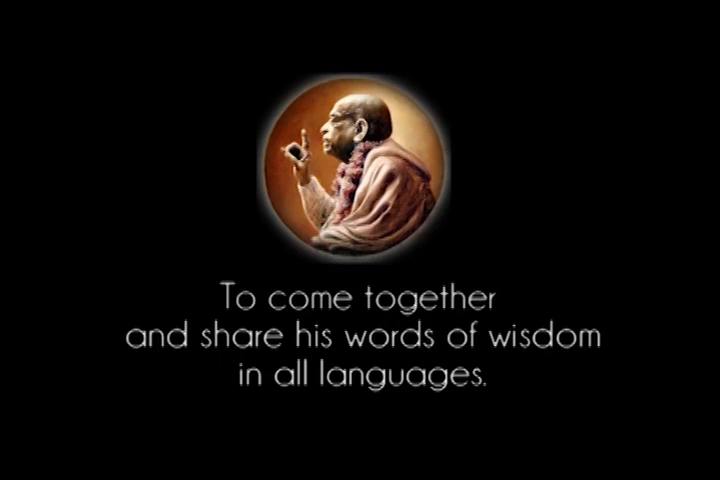 To come together
and share his words of wisdom
in all languages.